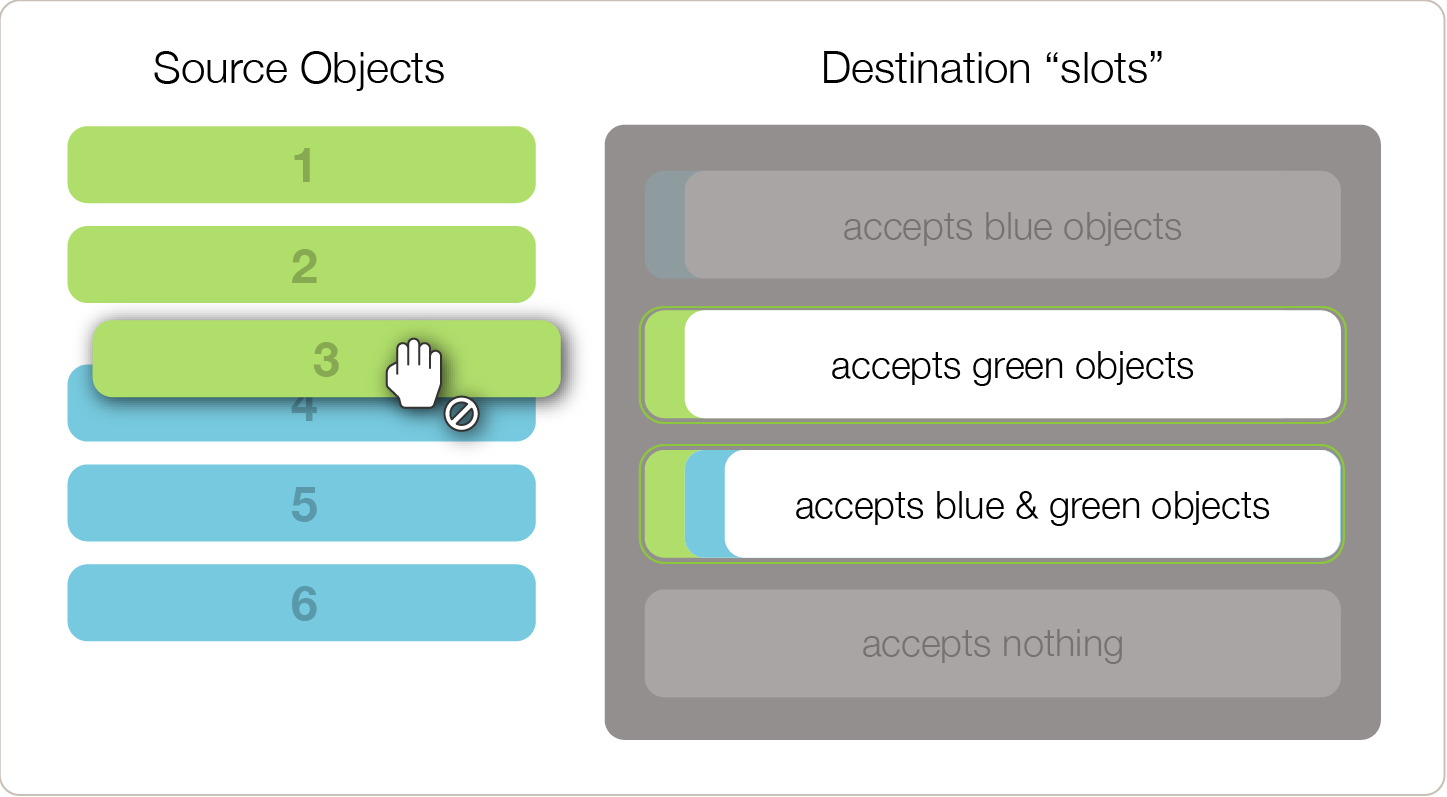 Source Objects
1
2
3
4
5
6
Destination “slots”
accepts blue objects
accepts green objects
accepts blue & green objects
accepts nothing